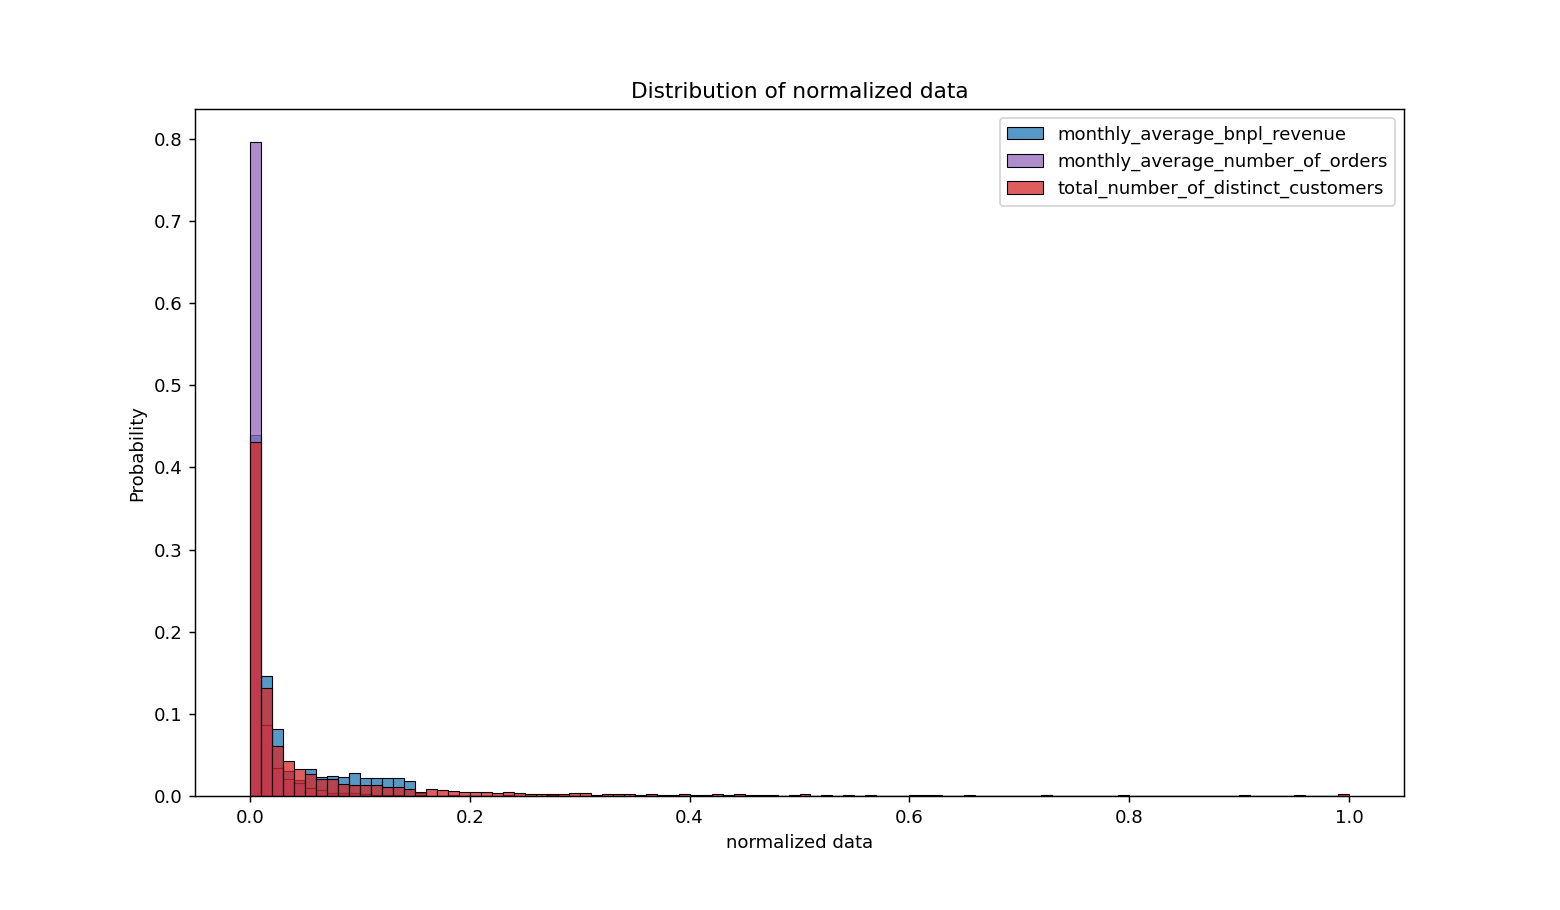 Distribution of normalized data
monthly_average_bnpl_revenue
monthly_average_number_of_orders
total_number_of_distinct_customers
Probability
0.8
0.7
0.6
0.5
0.4
0.3
0.2
0.1
0.0
0.0 0.2 0.4 0.6 0.8 1.0
normalized data